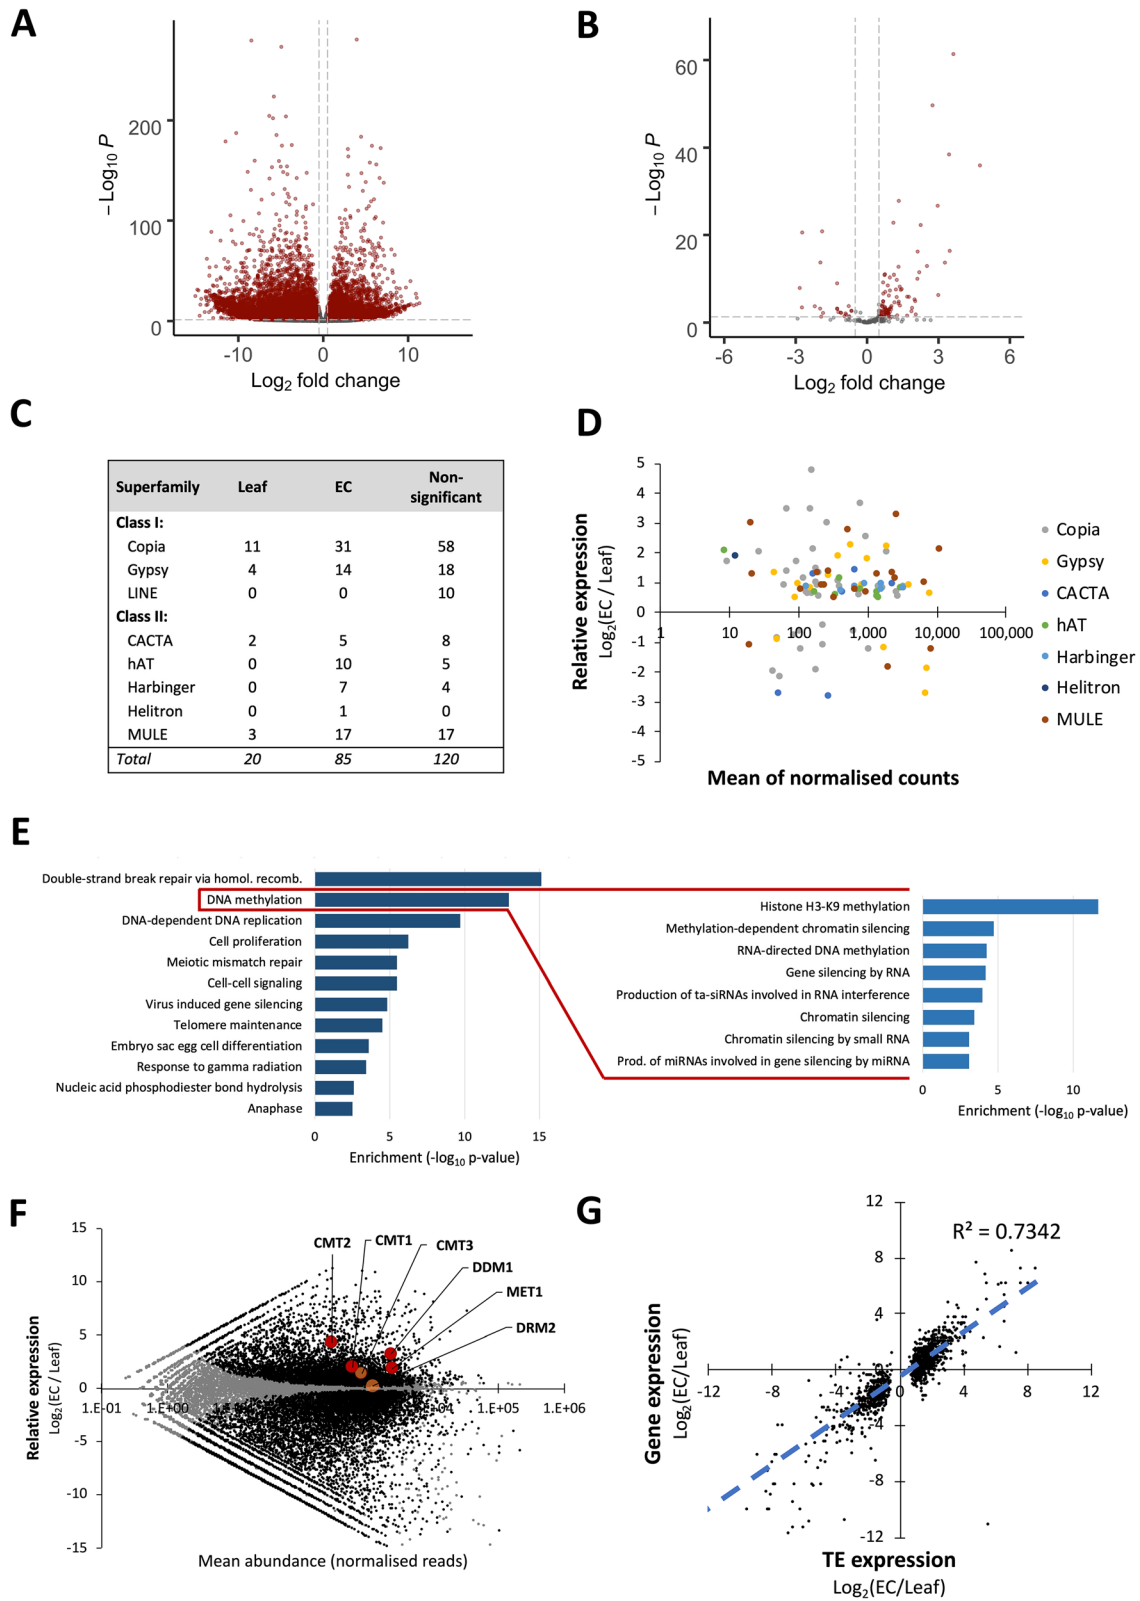 A
− Log10 P
200
100
0
-10 0 10
Log2 fold change
B
− Log10 P
60
40
20
0
-6 -3 0 3 6
Log2 fold change
C
Superfamily Leaf EC Non-significant
Class I:
Copia 11 31 58
Gypsy 4 14 18
LINE 0 0 10
Class II:
CACTA 2 5 8
hAT 0 10 5
Harbinger 0 7 4
Helitron 0 1 0
MULE 3 17 17
Total 20 85 120
D
Relative expression
Log2(EC / Leaf)
5
4
3
2
1
0
1 10 100 1,000 10,000 100,000
-1
-2
-3
-4
-5
Mean of normalised counts
Copia
Gypsy
CACTA
hAT
Harbinger
Helitron
MULE
E
Double-strand break repair via homol. recomb.
DNA methylation
DNA-dependent DNA replication
Cell proliferation
Meiotic mismatch repair
Cell-cell signaling
Virus induced gene silencing
Telomere maintenance
Embryo sac egg cell differentiation
Response to gamma radiation
Nucleic acid phosphodiester bond hydrolysis
Anaphase
0 5 10 15
Enrichment (-log10 p-value)
Histone H3-K9 methylation
Methylation-dependent chromatin silencing
RNA-directed DNA methylation
Gene silencing by RNA
Production of ta-siRNAs involved in RNA interference
Chromatin silencing
Chromatin silencing by small RNA
Prod. of miRNAs involved in gene silencing by miRNA
0 5 10
Enrichment (-log10 p-value)
F
Relative expression
Log2(EC / Leaf)
15
10
5
0
-5
-10
-15
CMT2
CMT1
CMT3
DDM1
MET1
DRM2
1.E-01 1.E+00 1.E+05 1.E+06
Mean abundance (normalised reads)
G
Gene expression
Log2(EC/Leaf)
R² = 0.7342
12
8
4
0
-4
-8
-12
-12 -8 -4 0 4 8 12
TE expression
Log2(EC/Leaf)